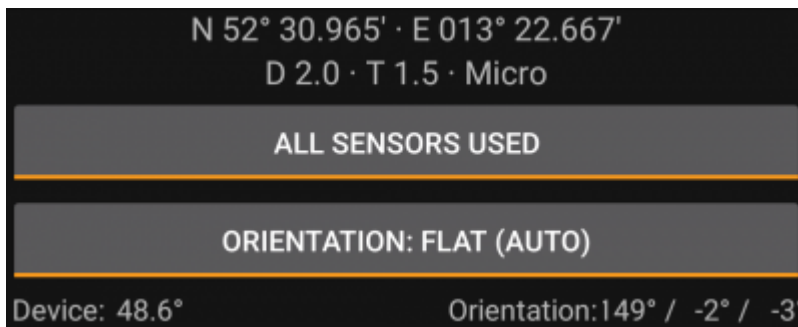 N 52° 30.965' · E 013° 22.667'
D 2.0 · T 1.5 · Micro
ALL SENSORS USED
ORIENTATION: FLAT (AUTO)
Device: 48.6° Orientation:149° / -2° / -3°